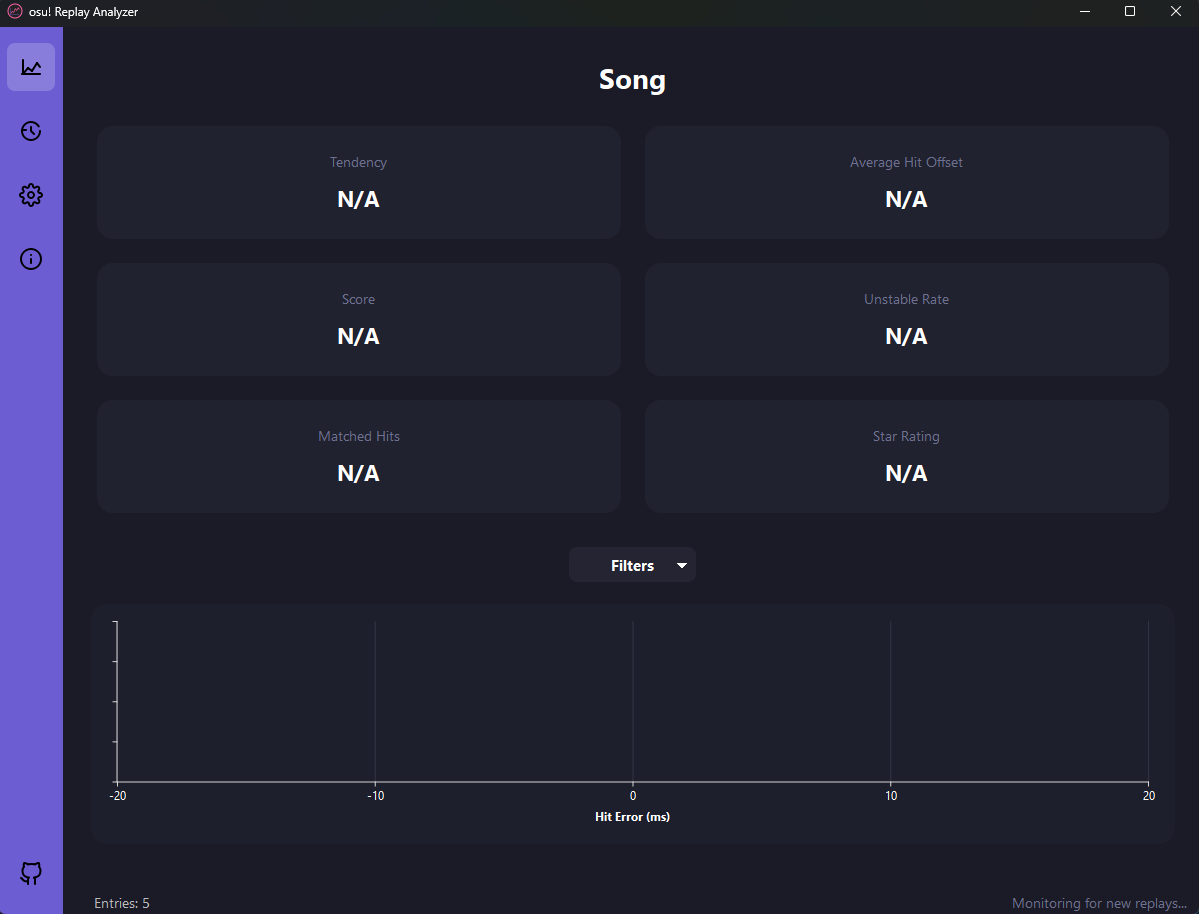 osu! Replay Analyzer
Song
Tendency
N/A
Average Hit Offset
N/A
Score
N/A
Unstable Rate
N/A
Matched Hits
N/A
Star Rating
N/A
Filters
-20
-10
0
10
20
Hit Error (ms)
Entries: 5
Monitoring for new replays...